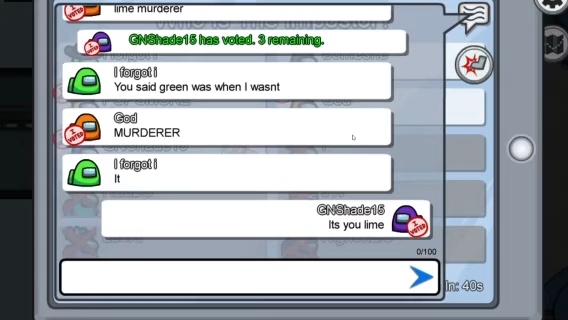 lime murderer
GNShade15 has voted. 3 remaining.
I forgot i
You said green was when I wasnt
God
MURDERER
I forgot i
It
GNShade15
Its you lime
0/100
In: 40s